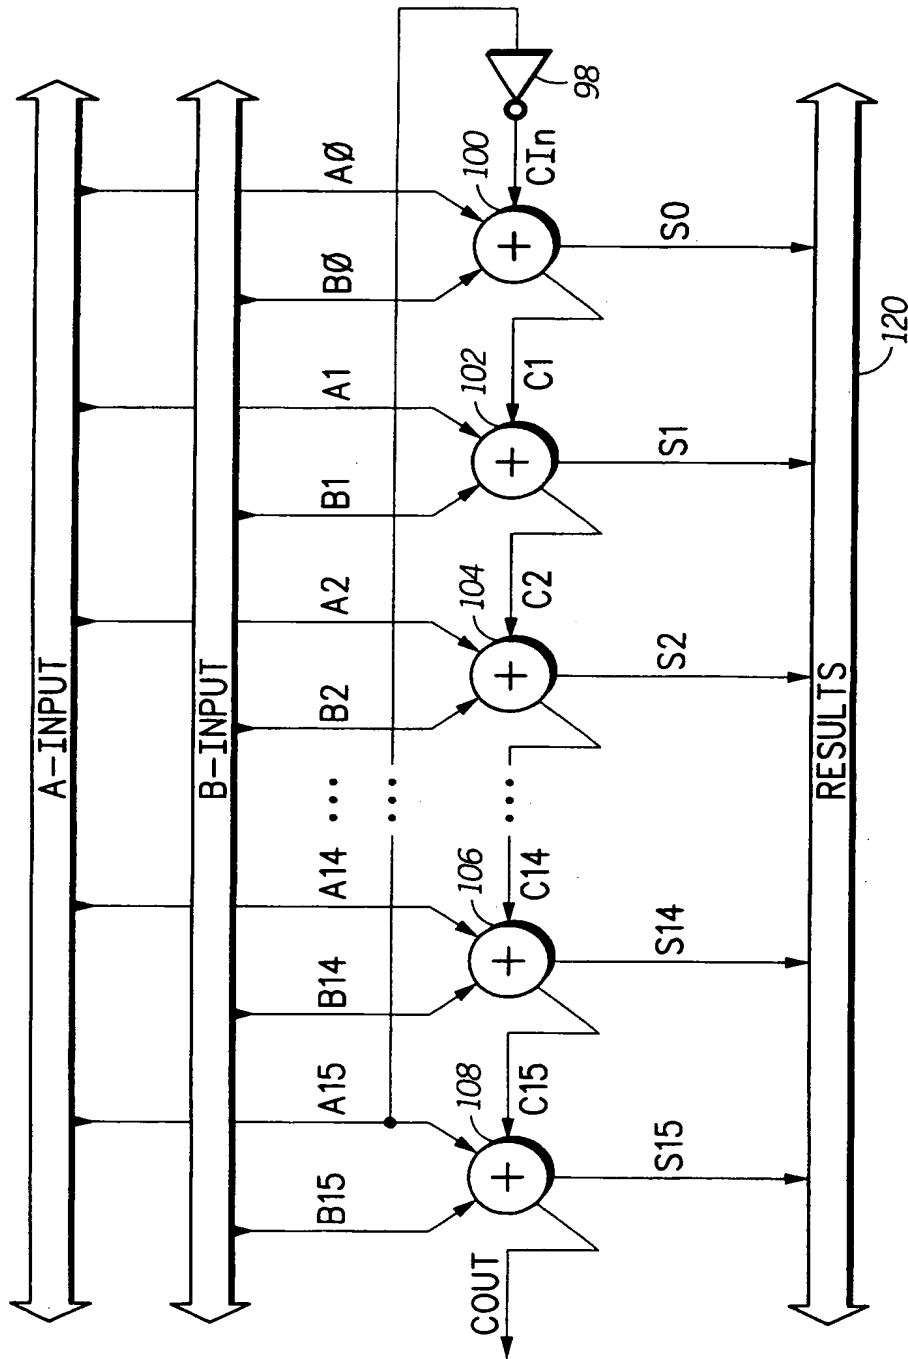 A-INPUT
B-INPUT
B15
A15
B14
A14
...
B2
A2
B1
A1
BØ
AØ
...
108
106
104
102
100
98
COUT
C15
C14
...
C2
C1
CIn
S15
S14
S2
S1
S0
RESULTS
120